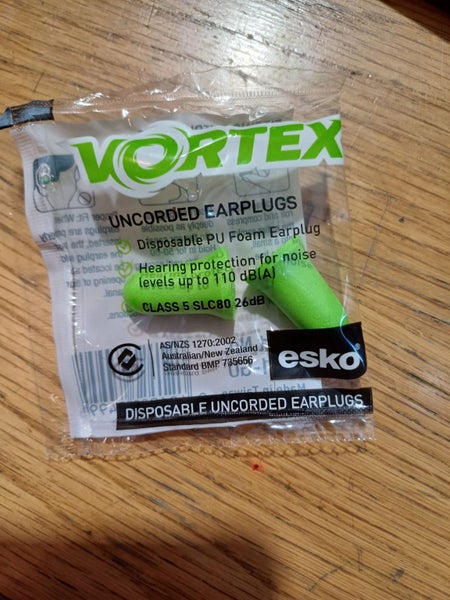 VORTEX
UNCORDED EARPLUGS
Disposable PU Foam Earplug
Hearing protection for noise
levels up to 110 dB(A)
CLASS 5 SLC80 26dB
AS/NZS 1270:2002
Australian/New Zealand
Standard BMP 735656
esko
DISPOSABLE UNCORDED EARPLUGS